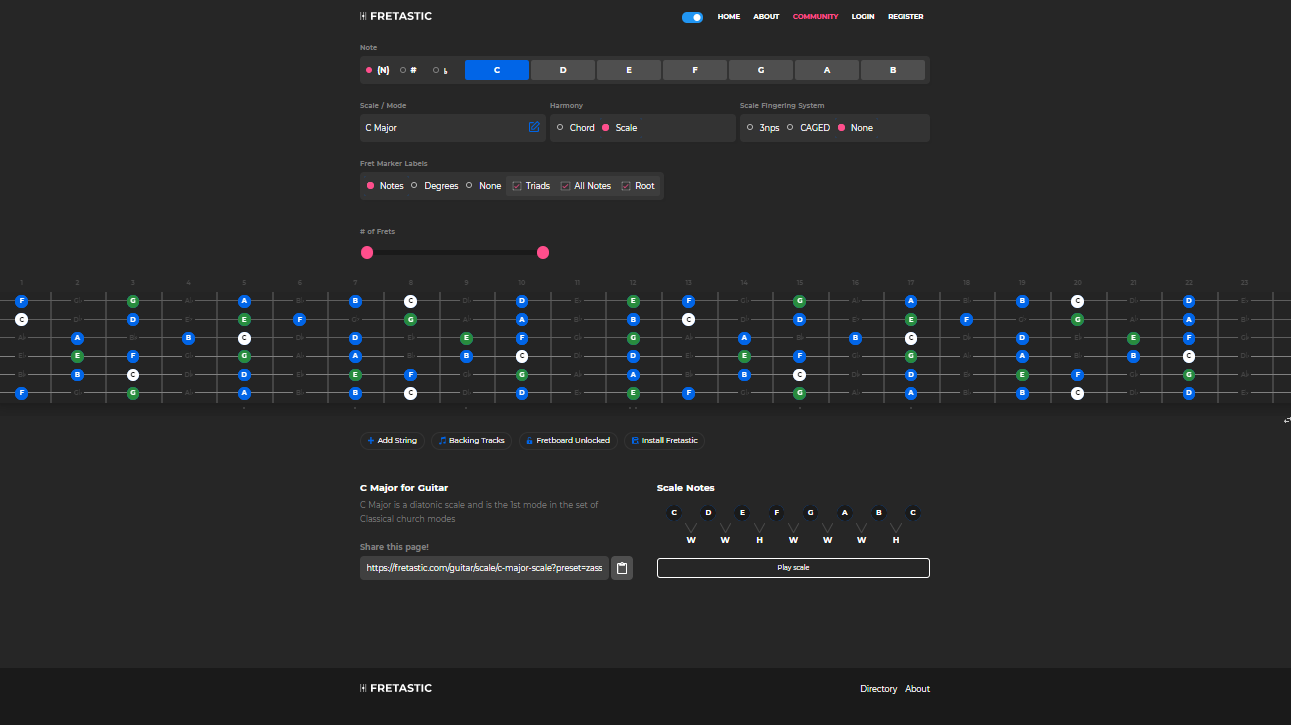 FRETASTIC
HOME ABOUT COMMUNITY LOGIN REGISTER
Note
(N) # ♭ C D E F G A B
Scale / Mode Harmony Scale Fingering System
C Major Chord Scale 3nps CAGED None
Fret Marker Labels
Notes Degrees None Triads All Notes Root
# of Frets
1 2 3 4 5 6 7 8 9 10 11 12 13 14 15 16 17 18 19 20 21 22 23
F G A B C D E F G A B C D
C D E F G A B C D E F G A
A B C D E F G A B C D E F
E F G A B C D E F G A B C
B C D E F G A B C D E F G
F G A B C D E F G A B C D
Add String Backing Tracks Fretboard Unlocked Install Fretastic
C Major for Guitar
C Major is a diatonic scale and is the 1st mode in the set of
Classical church modes
Share this page!
https://fretastic.com/guitar/scale/c-major-scale?preset=zass
Scale Notes
C D E F G A B C
W W H W W W H
Play scale
FRETASTIC
Directory About